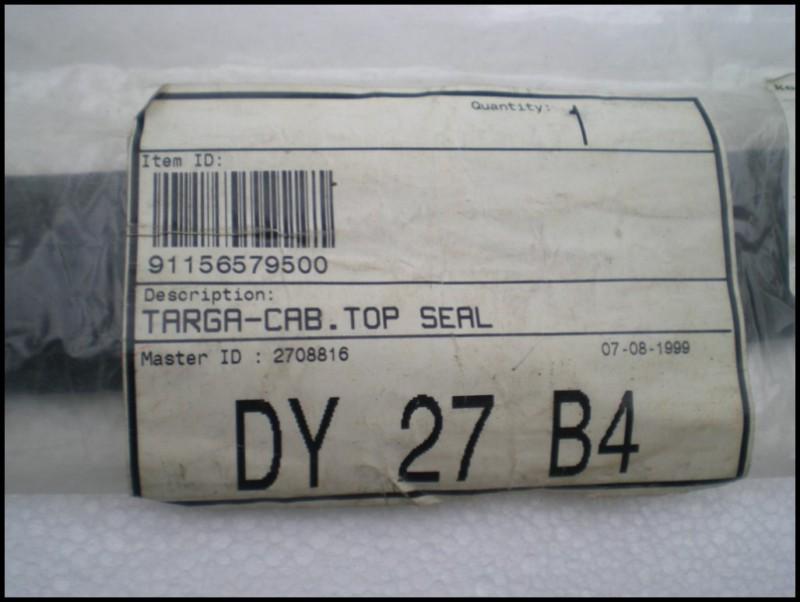 Quantity: 1
Item ID:
91156579500
Description:
TARGA-CAB.TOP SEAL
Master ID : 2708816 07-08-1999
DY 27 B4